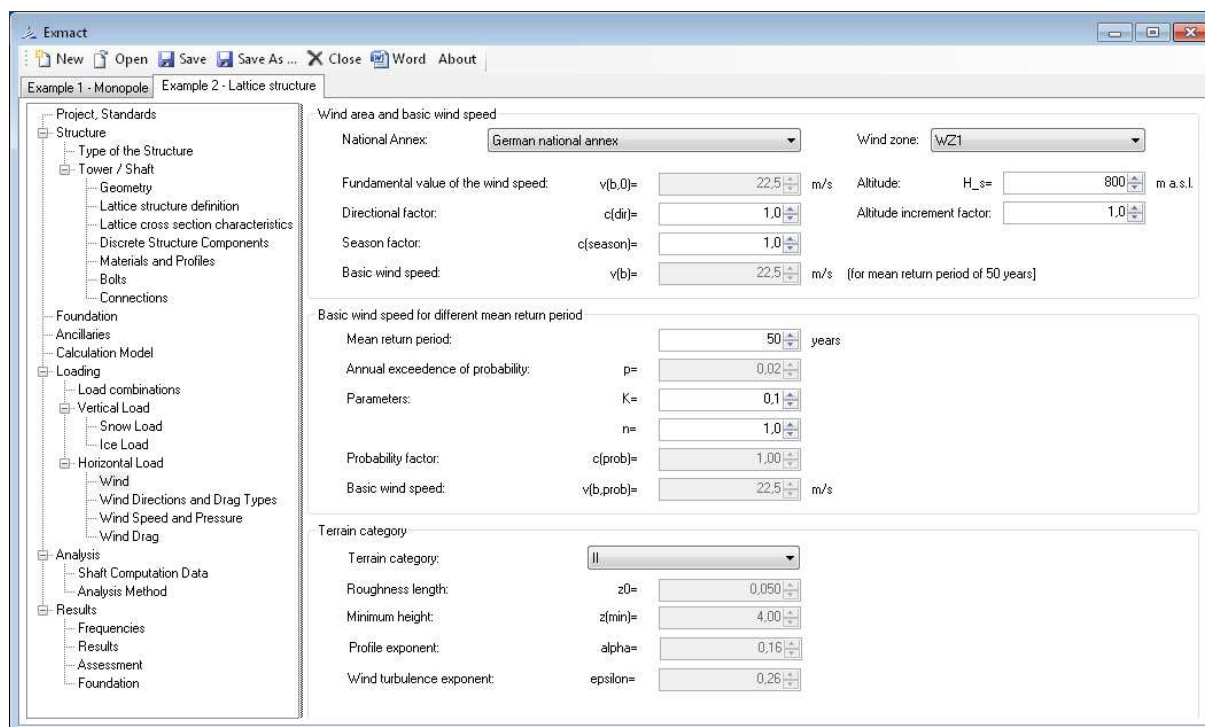 Exmact
New Open Save Save As ... Close Word About
Example 1 - Monopole Example 2 - Lattice structure
Project, Standards
Structure
Type of the Structure
Tower / Shaft
Geometry
Lattice structure definition
Lattice cross section characteristics
Discrete Structure Components
Materials and Profiles
Bolts
Connections
Foundation
Ancillaries
Calculation Model
Loading
Load combinations
Vertical Load
Snow Load
Ice Load
Horizontal Load
Wind
Wind Directions and Drag Types
Wind Speed and Pressure
Wind Drag
Analysis
Shaft Computation Data
Analysis Method
Results
Frequencies
Results
Assessment
Foundation
Wind area and basic wind speed
National Annex: German national annex Wind zone: WZ1
Fundamental value of the wind speed: v(b,0)= 22,5 m/s Altitude: H_s= 800 m a.s.l.
Directional factor: c(dir)= 1,0 Altitude increment factor: 1,0
Season factor: c(season)= 1,0
Basic wind speed: v(b)= 22,5 m/s (for mean return period of 50 years)
Basic wind speed for different mean return period
Mean return period: 50 years
Annual exceedence of probability: p= 0,02
Parameters: K= 0,1
n= 1,0
Probability factor: c(prob)= 1,00
Basic wind speed: v(b,prob)= 22,5 m/s
Terrain category
Terrain category: II
Roughness length: z0= 0,050
Minimum height: z(min)= 4,00
Profile exponent: alpha= 0,16
Wind turbulence exponent: epsilon= 0,26